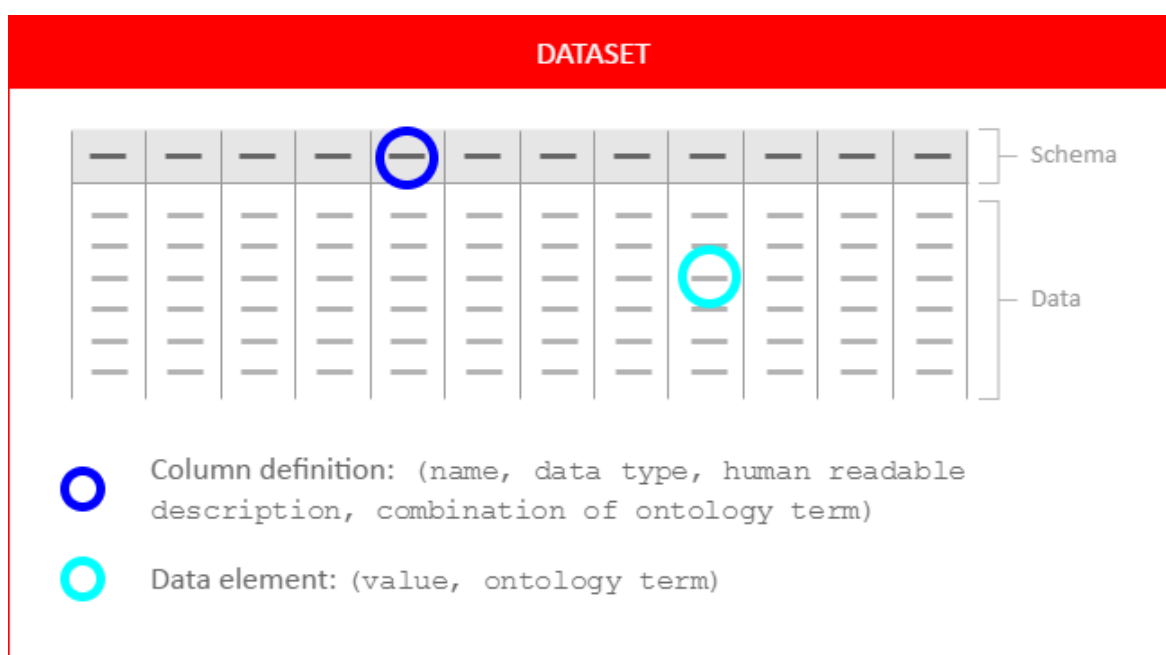 DATASET
Schema
Data
Column definition: (name, data type, human readable
description, combination of ontology term)
Data element: (value, ontology term)